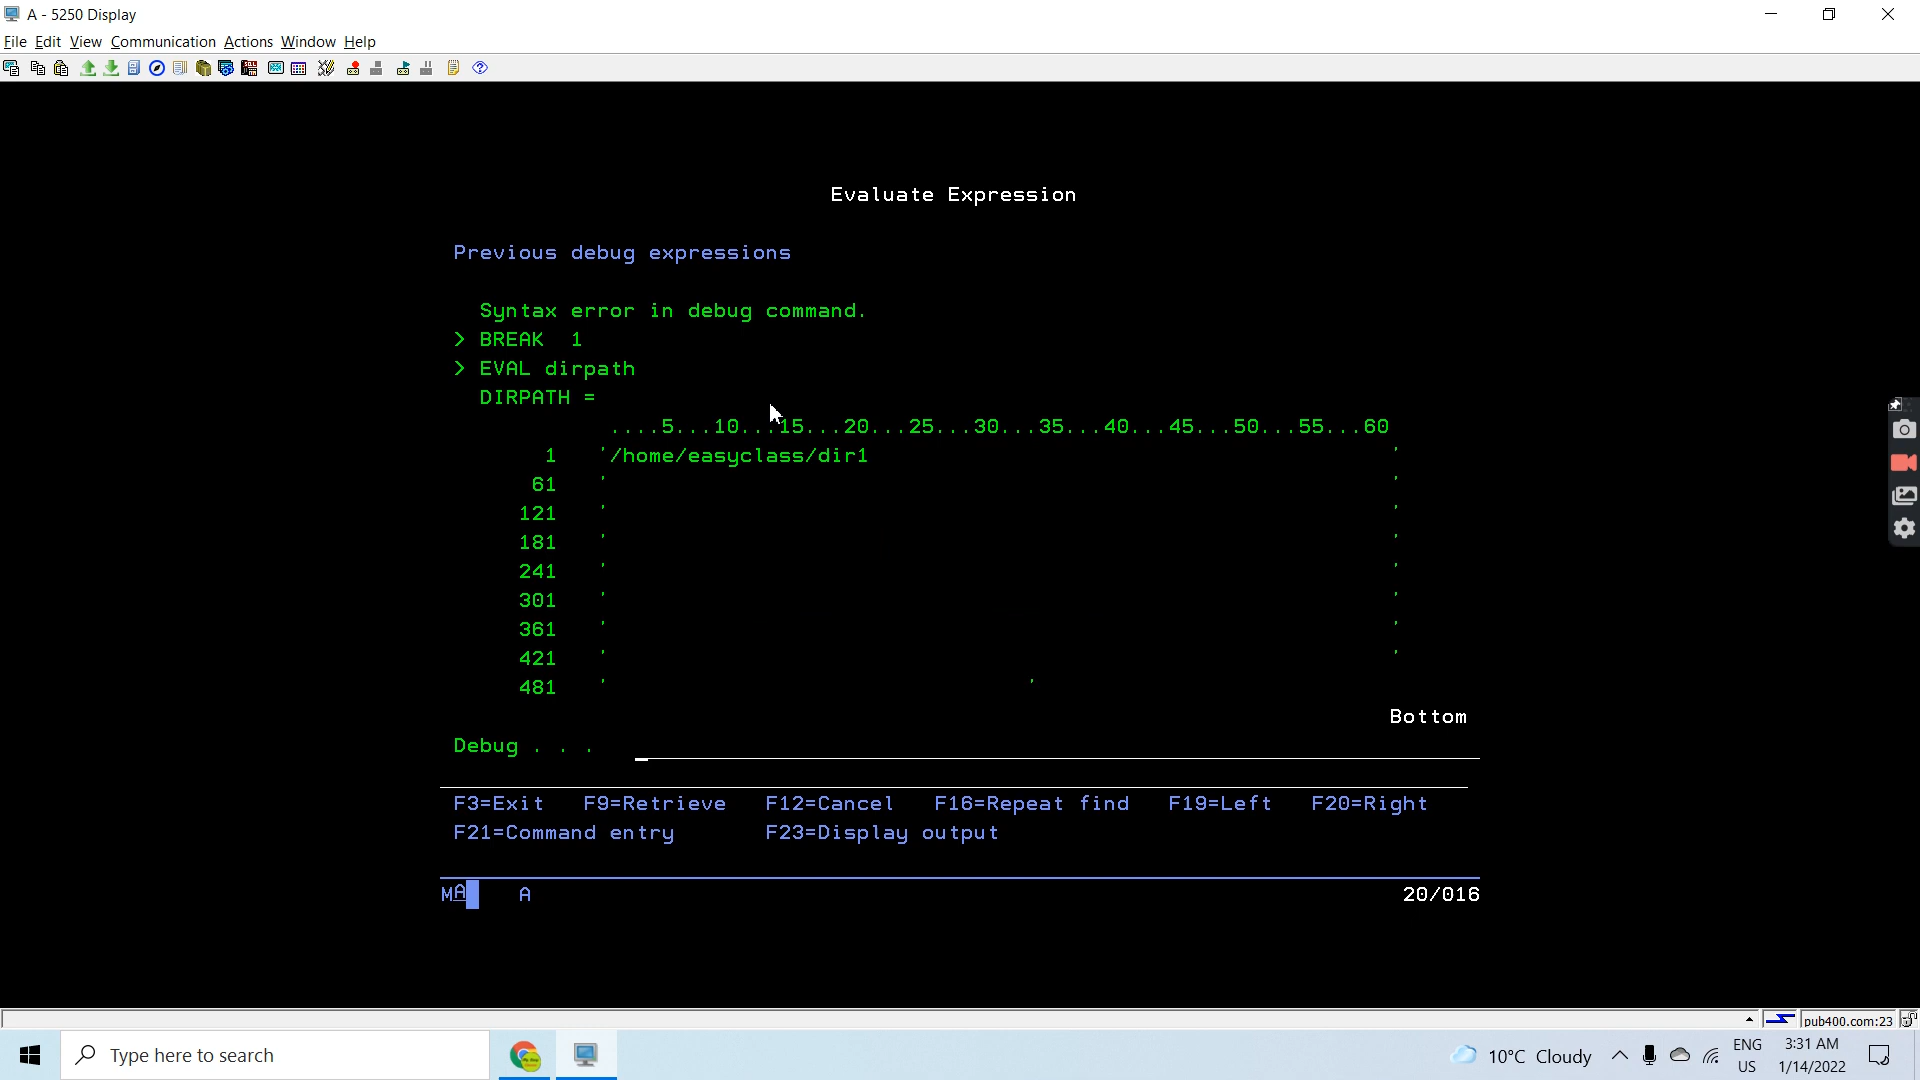 A - 5250 Display
File Edit View Communication Actions Window Help
Evaluate Expression
Previous debug expressions
Syntax error in debug command.
> BREAK 1
> EVAL dirpath
DIRPATH =
....5...10...15...20...25...30...35...40...45...50...55...60
1 '/home/easyclass/dir1 '
61 ' '
121 ' '
181 ' '
241 ' '
301 ' '
361 ' '
421 ' '
481 ' '
Bottom
Debug . . .
F3=Exit F9=Retrieve F12=Cancel F16=Repeat find F19=Left F20=Right
F21=Command entry F23=Display output
MA A 20/016
pub400.com:23
Type here to search
10°C Cloudy
ENG
US
3:31 AM
1/14/2022